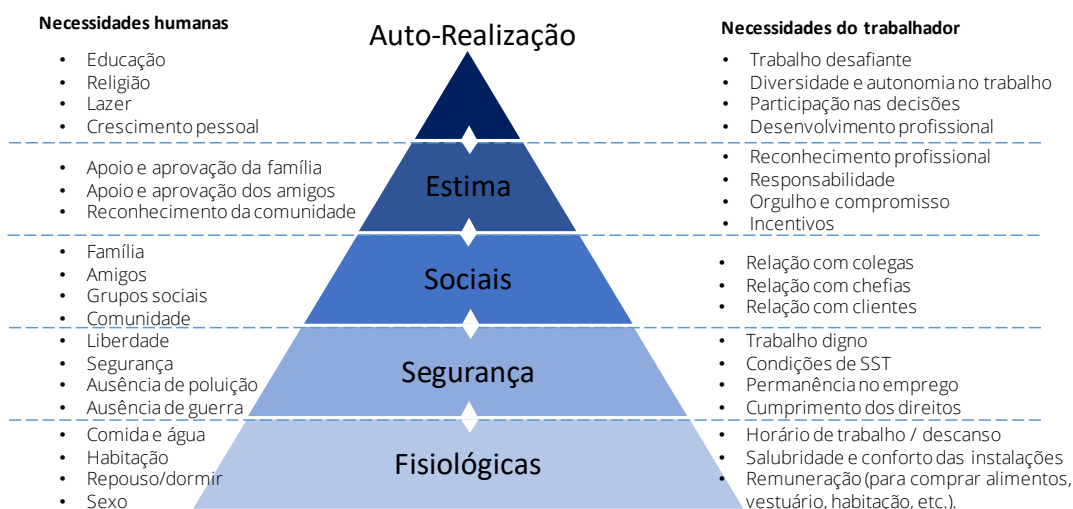 Necessidades humanas
• Educação
• Religião
• Lazer
• Crescimento pessoal
• Apoio e aprovação da família
• Apoio e aprovação dos amigos
• Reconhecimento da comunidade
• Família
• Amigos
• Grupos sociais
• Comunidade
• Liberdade
• Segurança
• Ausência de poluição
• Ausência de guerra
• Comida e água
• Habitação
• Repouso/dormir
• Sexo
Auto-Realização
Estima
Sociais
Segurança
Fisiológicas
Necessidades do trabalhador
• Trabalho desafiante
• Diversidade e autonomia no trabalho
• Participação nas decisões
• Desenvolvimento profissional
• Reconhecimento profissional
• Responsabilidade
• Orgulho e compromisso
• Incentivos
• Relação com colegas
• Relação com chefias
• Relação com clientes
• Trabalho digno
• Condições de SST
• Permanência no emprego
• Cumprimento dos direitos
• Horário de trabalho / descanso
• Salubridade e conforto das instalações
• Remuneração (para comprar alimentos,
vestuário, habitação, etc.).